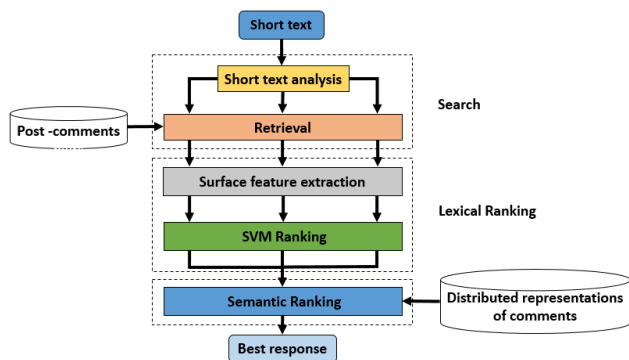 Short text
Short text analysis
Search
Post -comments
Retrieval
Surface feature extraction
Lexical Ranking
SVM Ranking
Semantic Ranking
Distributed representations
of comments
Best response